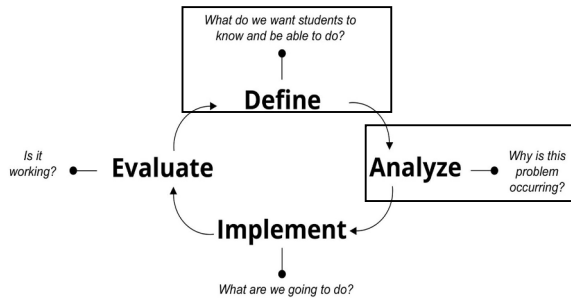 What do we want students to
know and be able to do?
Define
Is it
working?
Evaluate
Analyze
Why is this
problem
occurring?
Implement
What are we going to do?